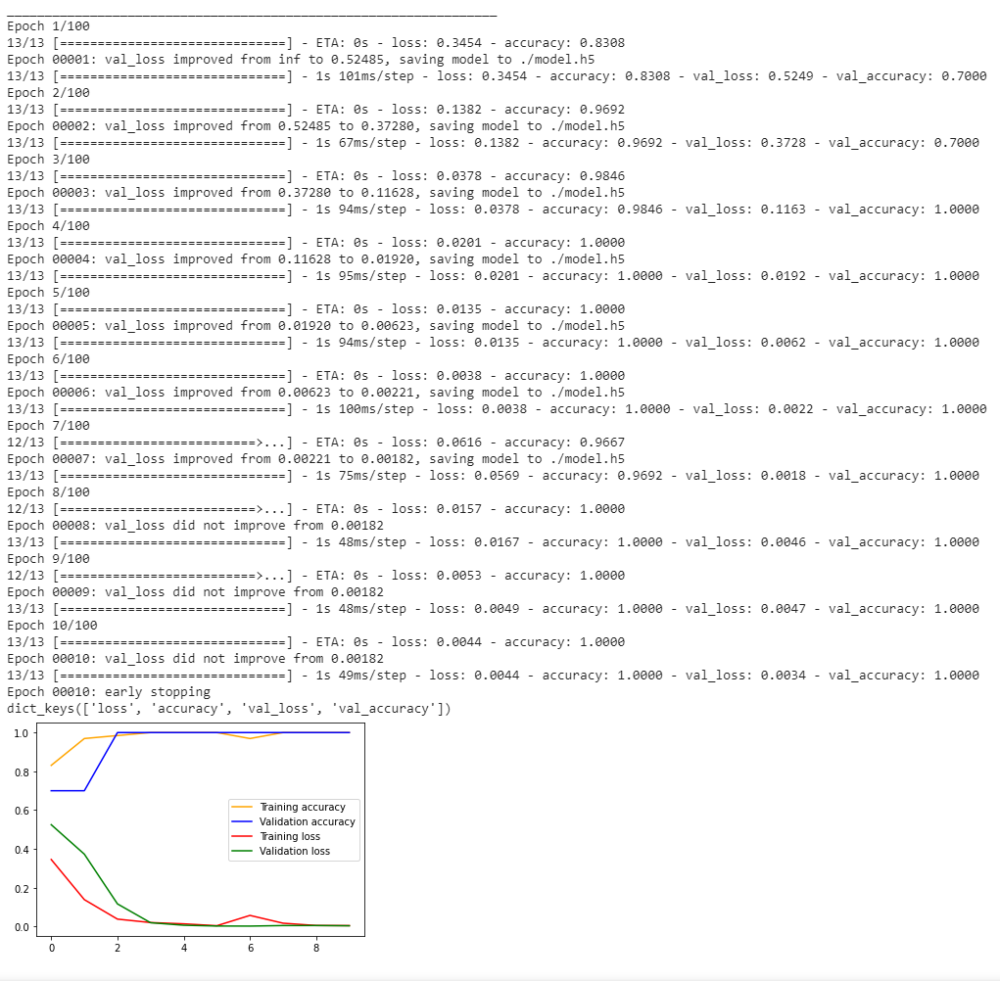 _________________________________________________________________
Epoch 1/100
13/13 [==============================] - ETA: 0s - loss: 0.3454 - accuracy: 0.8308
Epoch 00001: val_loss improved from inf to 0.52485, saving model to ./model.h5
13/13 [==============================] - 1s 101ms/step - loss: 0.3454 - accuracy: 0.8308 - val_loss: 0.5249 - val_accuracy: 0.7000
Epoch 2/100
13/13 [==============================] - ETA: 0s - loss: 0.1382 - accuracy: 0.9692
Epoch 00002: val_loss improved from 0.52485 to 0.37280, saving model to ./model.h5
13/13 [==============================] - 1s 67ms/step - loss: 0.1382 - accuracy: 0.9692 - val_loss: 0.3728 - val_accuracy: 0.7000
Epoch 3/100
13/13 [==============================] - ETA: 0s - loss: 0.0378 - accuracy: 0.9846
Epoch 00003: val_loss improved from 0.37280 to 0.11628, saving model to ./model.h5
13/13 [==============================] - 1s 94ms/step - loss: 0.0378 - accuracy: 0.9846 - val_loss: 0.1163 - val_accuracy: 1.0000
Epoch 4/100
13/13 [==============================] - ETA: 0s - loss: 0.0201 - accuracy: 1.0000
Epoch 00004: val_loss improved from 0.11628 to 0.01920, saving model to ./model.h5
13/13 [==============================] - 1s 95ms/step - loss: 0.0201 - accuracy: 1.0000 - val_loss: 0.0192 - val_accuracy: 1.0000
Epoch 5/100
13/13 [==============================] - ETA: 0s - loss: 0.0135 - accuracy: 1.0000
Epoch 00005: val_loss improved from 0.01920 to 0.00623, saving model to ./model.h5
13/13 [==============================] - 1s 94ms/step - loss: 0.0135 - accuracy: 1.0000 - val_loss: 0.0062 - val_accuracy: 1.0000
Epoch 6/100
13/13 [==============================] - ETA: 0s - loss: 0.0038 - accuracy: 1.0000
Epoch 00006: val_loss improved from 0.00623 to 0.00221, saving model to ./model.h5
13/13 [==============================] - 1s 100ms/step - loss: 0.0038 - accuracy: 1.0000 - val_loss: 0.0022 - val_accuracy: 1.0000
Epoch 7/100
12/13 [==========================>...] - ETA: 0s - loss: 0.0616 - accuracy: 0.9667
Epoch 00007: val_loss improved from 0.00221 to 0.00182, saving model to ./model.h5
13/13 [==============================] - 1s 75ms/step - loss: 0.0569 - accuracy: 0.9692 - val_loss: 0.0018 - val_accuracy: 1.0000
Epoch 8/100
12/13 [==========================>...] - ETA: 0s - loss: 0.0157 - accuracy: 1.0000
Epoch 00008: val_loss did not improve from 0.00182
13/13 [==============================] - 1s 48ms/step - loss: 0.0167 - accuracy: 1.0000 - val_loss: 0.0046 - val_accuracy: 1.0000
Epoch 9/100
12/13 [==========================>...] - ETA: 0s - loss: 0.0053 - accuracy: 1.0000
Epoch 00009: val_loss did not improve from 0.00182
13/13 [==============================] - 1s 48ms/step - loss: 0.0049 - accuracy: 1.0000 - val_loss: 0.0047 - val_accuracy: 1.0000
Epoch 10/100
13/13 [==============================] - ETA: 0s - loss: 0.0044 - accuracy: 1.0000
Epoch 00010: val_loss did not improve from 0.00182
13/13 [==============================] - 1s 49ms/step - loss: 0.0044 - accuracy: 1.0000 - val_loss: 0.0034 - val_accuracy: 1.0000
Epoch 00010: early stopping
dict_keys(['loss', 'accuracy', 'val_loss', 'val_accuracy'])
1.0
0.8
0.6
0.4
0.2
0.0
Training accuracy
Validation accuracy
Training loss
Validation loss
0 2 4 6 8